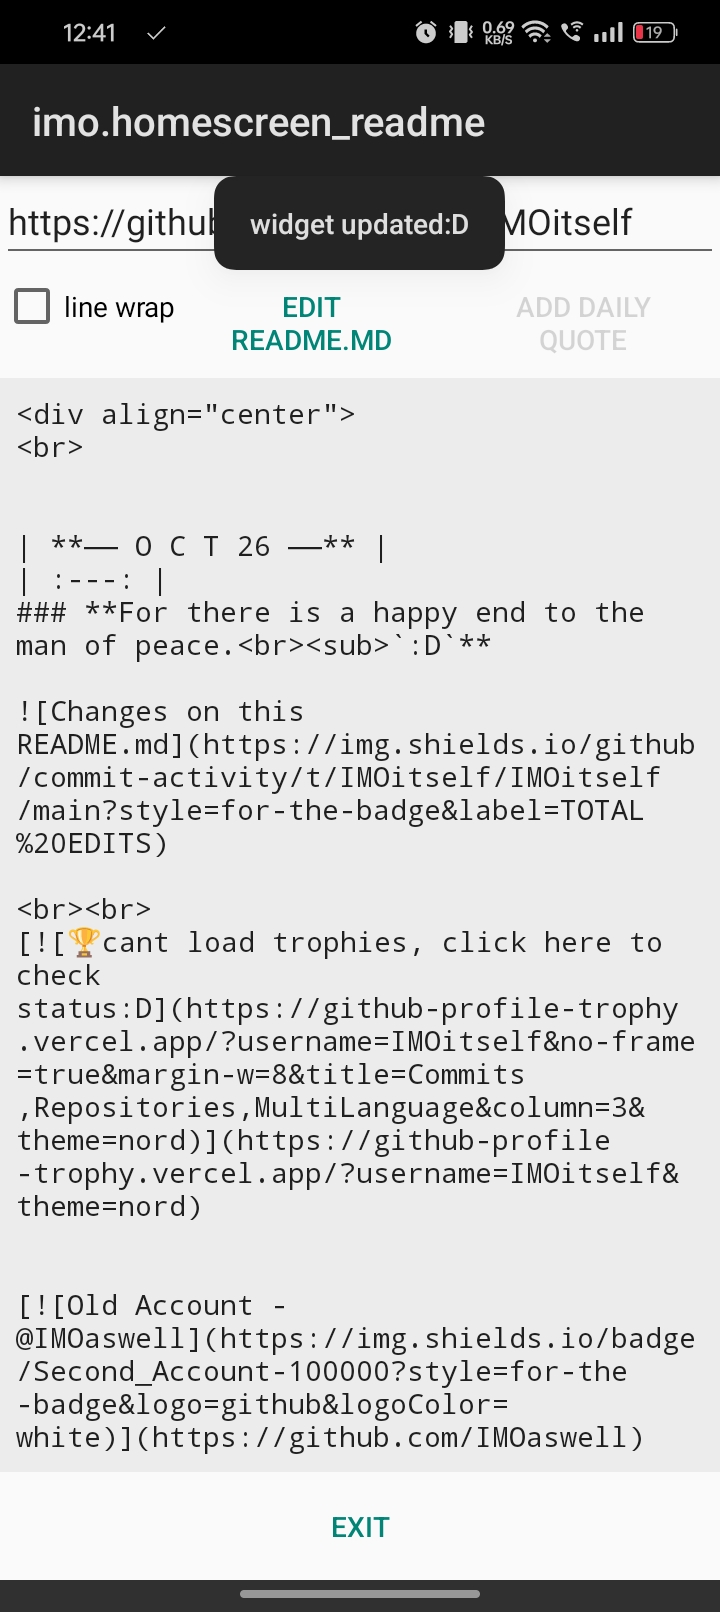 12:41
0.69
KB/S
19
imo.homescreen_readme
https://githu
MOitself
widget updated:D
line wrap
EDIT
README.MD
ADD DAILY
QUOTE
<div align="center">
<br>
| **—— O C T 26 ——** |
| :---: |
### **For there is a happy end to the
man of peace.<br><sub>`:D`**
![Changes on this
README.md](https://img.shields.io/github
/commit-activity/t/IMOitself/IMOitself
/main?style=for-the-badge&label=TOTAL
%20EDITS)
<br><br>
[![🏆cant load trophies, click here to
check
status:D](https://github-profile-trophy
.vercel.app/?username=IMOitself&no-frame
=true&margin-w=8&title=Commits
,Repositories,MultiLanguage&column=3&
theme=nord)](https://github-profile
-trophy.vercel.app/?username=IMOitself&
theme=nord)
[![Old Account -
@IMOaswell](https://img.shields.io/badge
/Second_Account-100000?style=for-the
-badge&logo=github&logoColor=
white)](https://github.com/IMOaswell)
EXIT